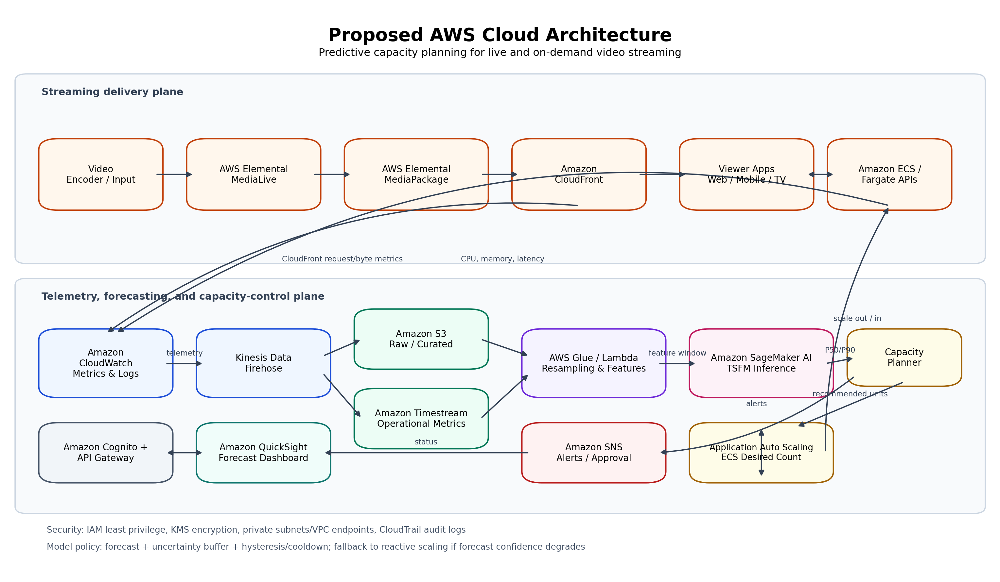 Proposed AWS Cloud Architecture
Predictive capacity planning for live and on-demand video streaming
Streaming delivery plane
Video
Encoder / Input
AWS Elemental
MediaLive
AWS Elemental
MediaPackage
Amazon
CloudFront
Viewer Apps
Web / Mobile / TV
Amazon ECS /
Fargate APIs
CloudFront request/byte metrics
CPU, memory, latency
Telemetry, forecasting, and capacity-control plane
scale out / in
Amazon
CloudWatch
Metrics & Logs
telemetry
Kinesis Data
Firehose
Amazon S3
Raw / Curated
Amazon Timestream
Operational Metrics
AWS Glue / Lambda
Resampling & Features
feature window
Amazon SageMaker AI
TSFM Inference
P50/P90
Capacity
Planner
recommended units
alerts
Amazon Cognito +
API Gateway
Amazon QuickSight
Forecast Dashboard
status
Amazon SNS
Alerts / Approval
Application Auto Scaling
ECS Desired Count
Security: IAM least privilege, KMS encryption, private subnets/VPC endpoints, CloudTrail audit logs
Model policy: forecast + uncertainty buffer + hysteresis/cooldown; fallback to reactive scaling if forecast confidence degrades